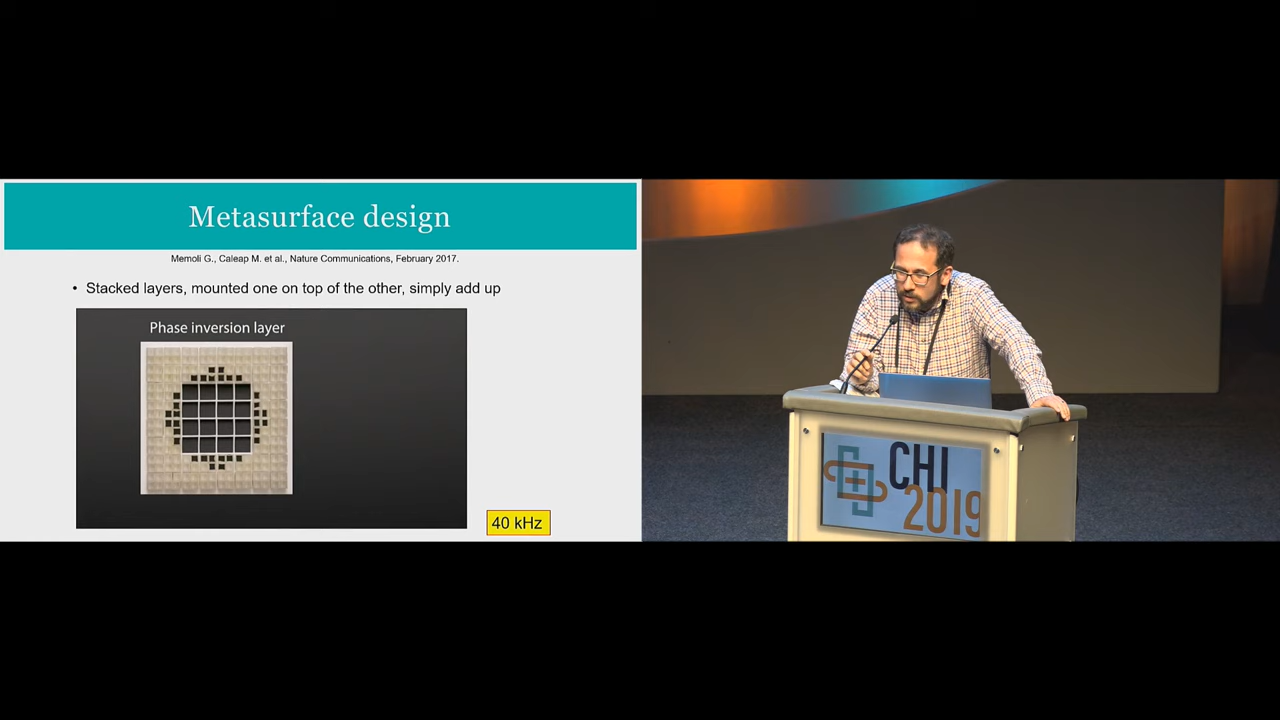 Metasurface design
Memoli G., Caleap M. et al., Nature Communications, February 2017.
• Stacked layers, mounted one on top of the other, simply add up
Phase inversion layer
40 kHz
CHI
2019